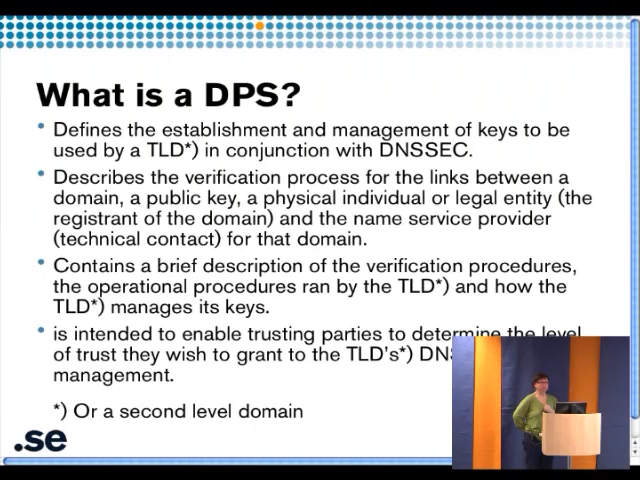 What is a DPS?
• Defines the establishment and management of keys to be
used by a TLD*) in conjunction with DNSSEC.
• Describes the verification process for the links between a
domain, a public key, a physical individual or legal entity (the
registrant of the domain) and the name service provider
(technical contact) for that domain.
• Contains a brief description of the verification procedures,
the operational procedures ran by the TLD*) and how the
TLD*) manages its keys.
• is intended to enable trusting parties to determine the level
of trust they wish to grant to the TLD's*)
management.
*) Or a second level domain
.se